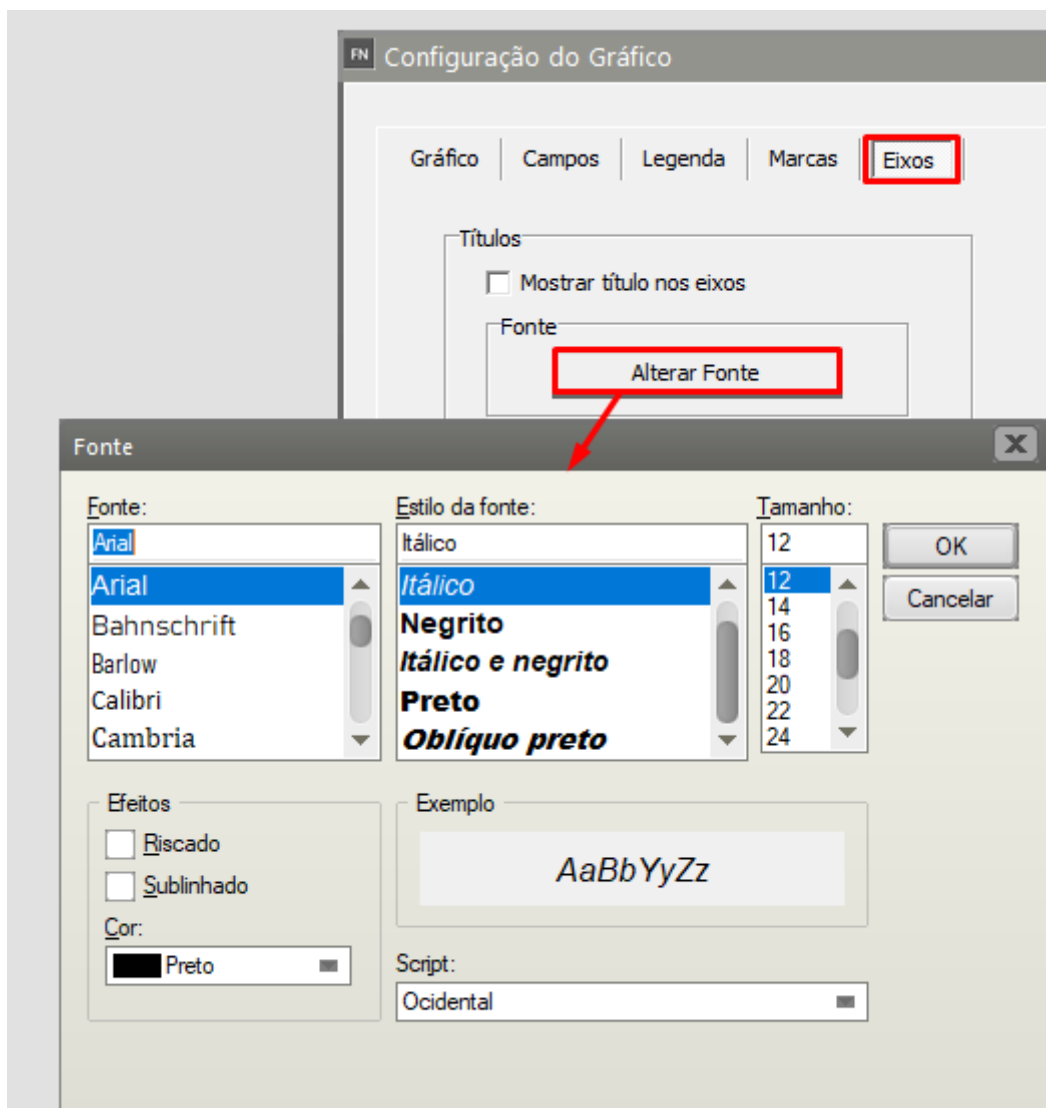 FN Configuração do Gráfico
Gráfico Campos Legenda Marcas Eixos
Títulos
Mostrar título nos eixos
Fonte
Alterar Fonte
Fonte
Fonte: Estilo da fonte: Tamanho:
Arial Itálico 12 OK
Arial Itálico 12 Cancelar
Bahnschrift Negrito 14
Barlow Itálico e negrito 16
Calibri Preto 18
Cambria Oblíquo preto 20
22
24
Efeitos Exemplo
Riscado
Sublinhado AaBbYyZz
Cor:
Preto Script:
Ocidental